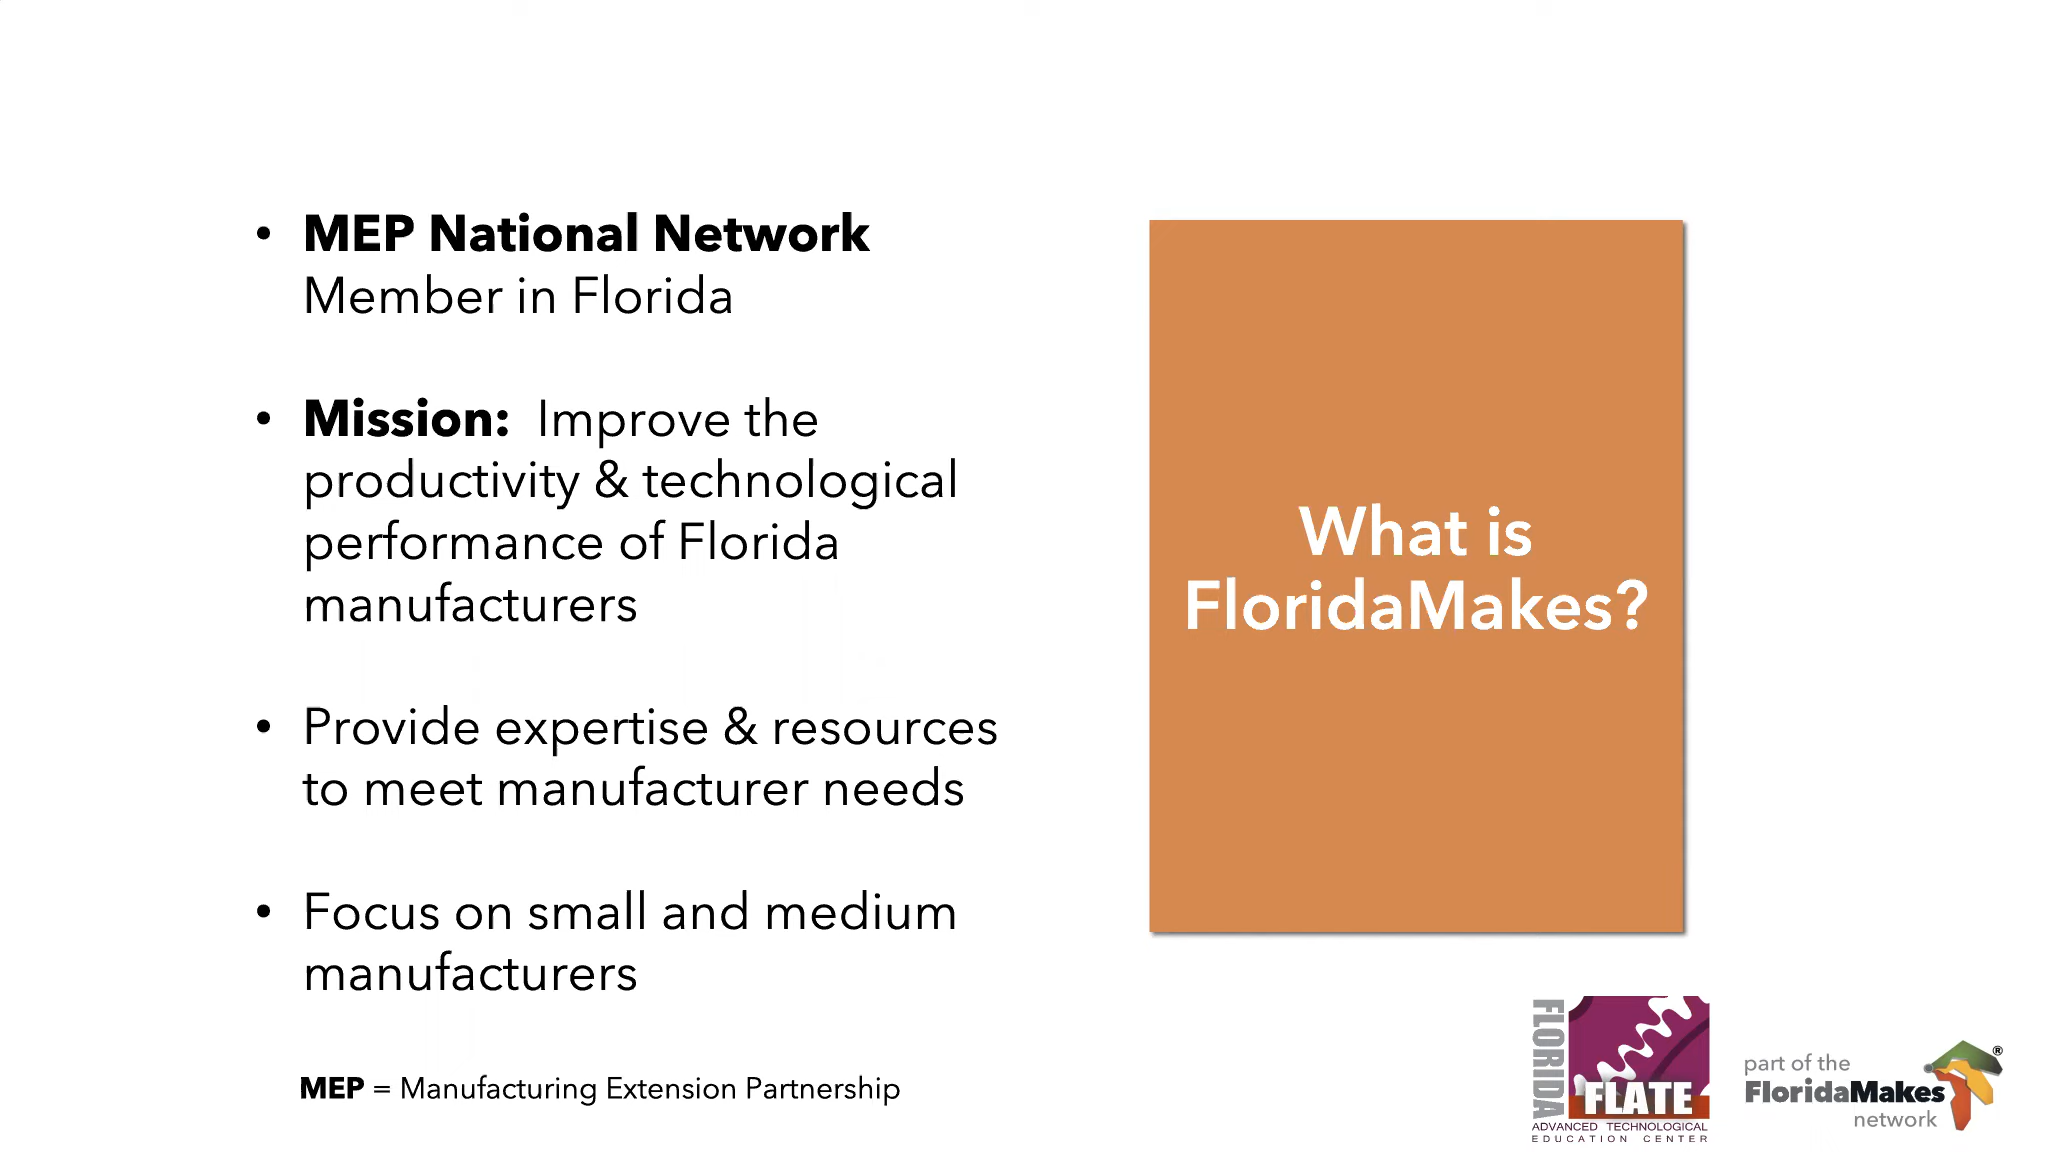 • MEP National Network
Member in Florida
• Mission: Improve the
productivity & technological
performance of Florida
manufacturers
• Provide expertise & resources
to meet manufacturer needs
• Focus on small and medium
manufacturers
MEP = Manufacturing Extension Partnership
What is
FloridaMakes?
FLORIDA
FLATE
ADVANCED TECHNOLOGICAL
EDUCATION CENTER
part of the
FloridaMakes®
network